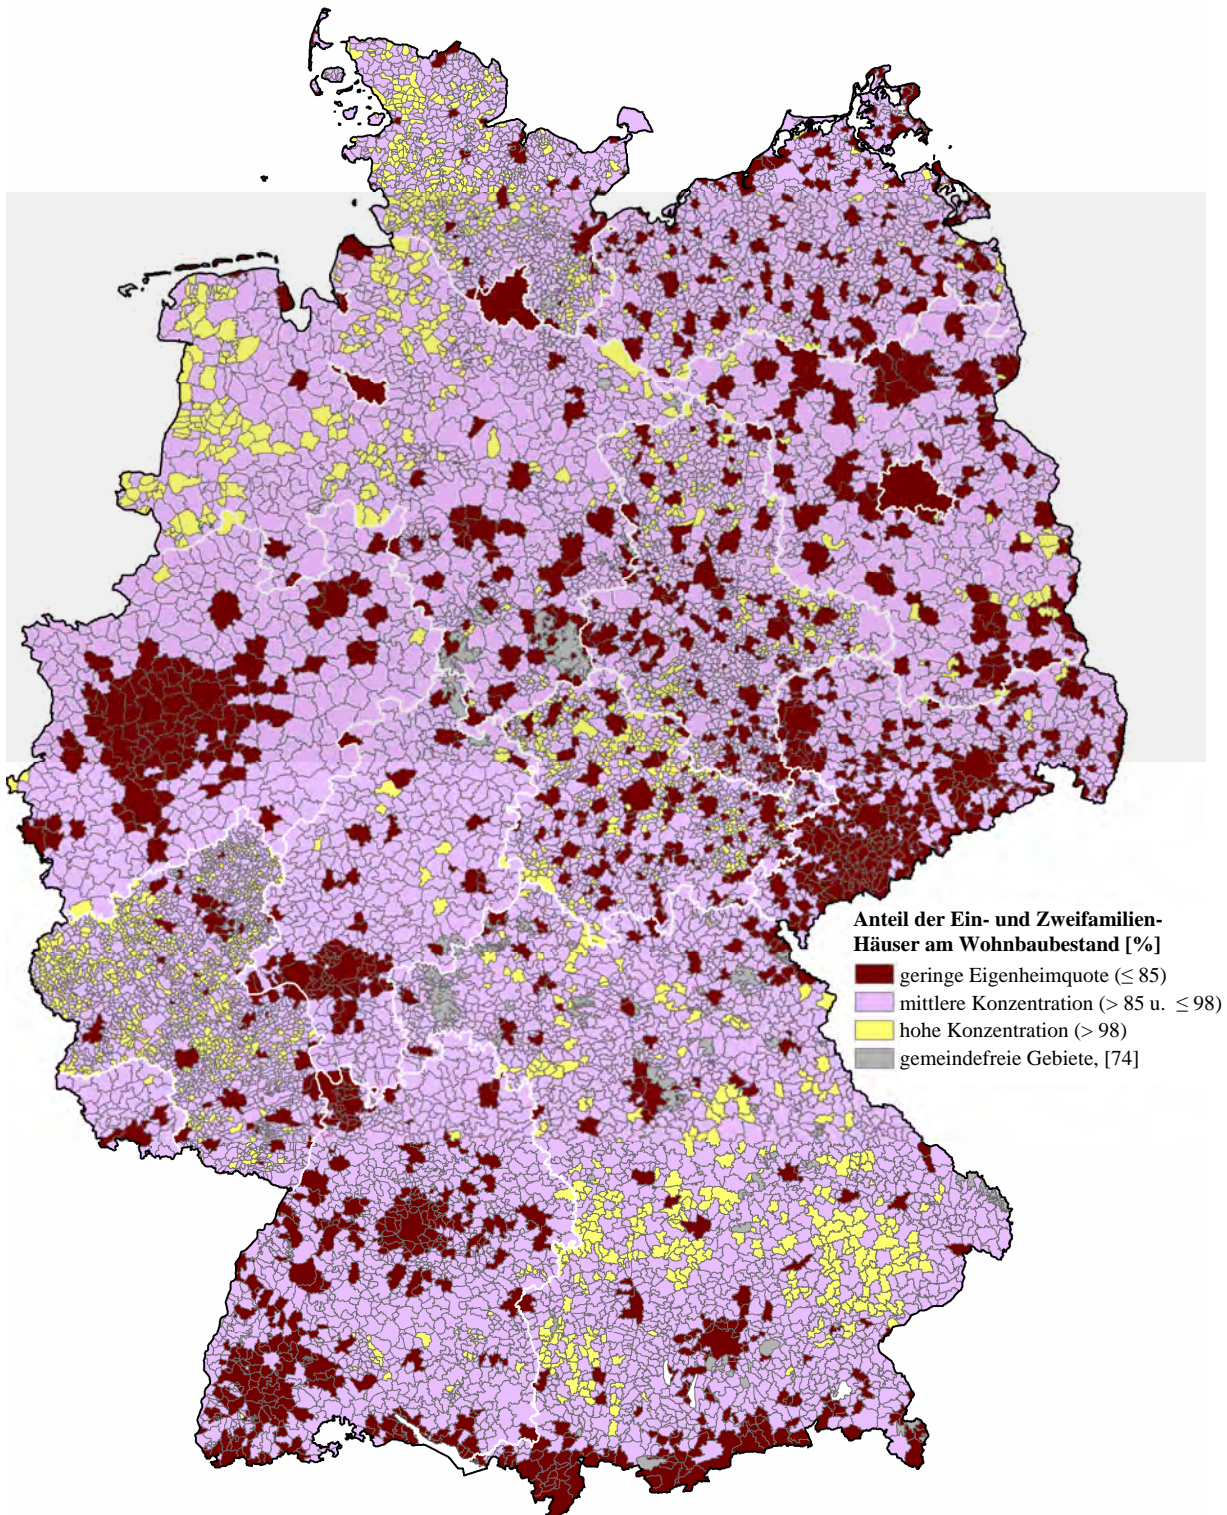 Anteil der Ein- und Zweifamilien-
Häuser am Wohnbaubestand [%]
geringe Eigenheimquote (≤ 85)
mittlere Konzentration (> 85 u. ≤ 98)
hohe Konzentration (> 98)
gemeindefreie Gebiete, [74]